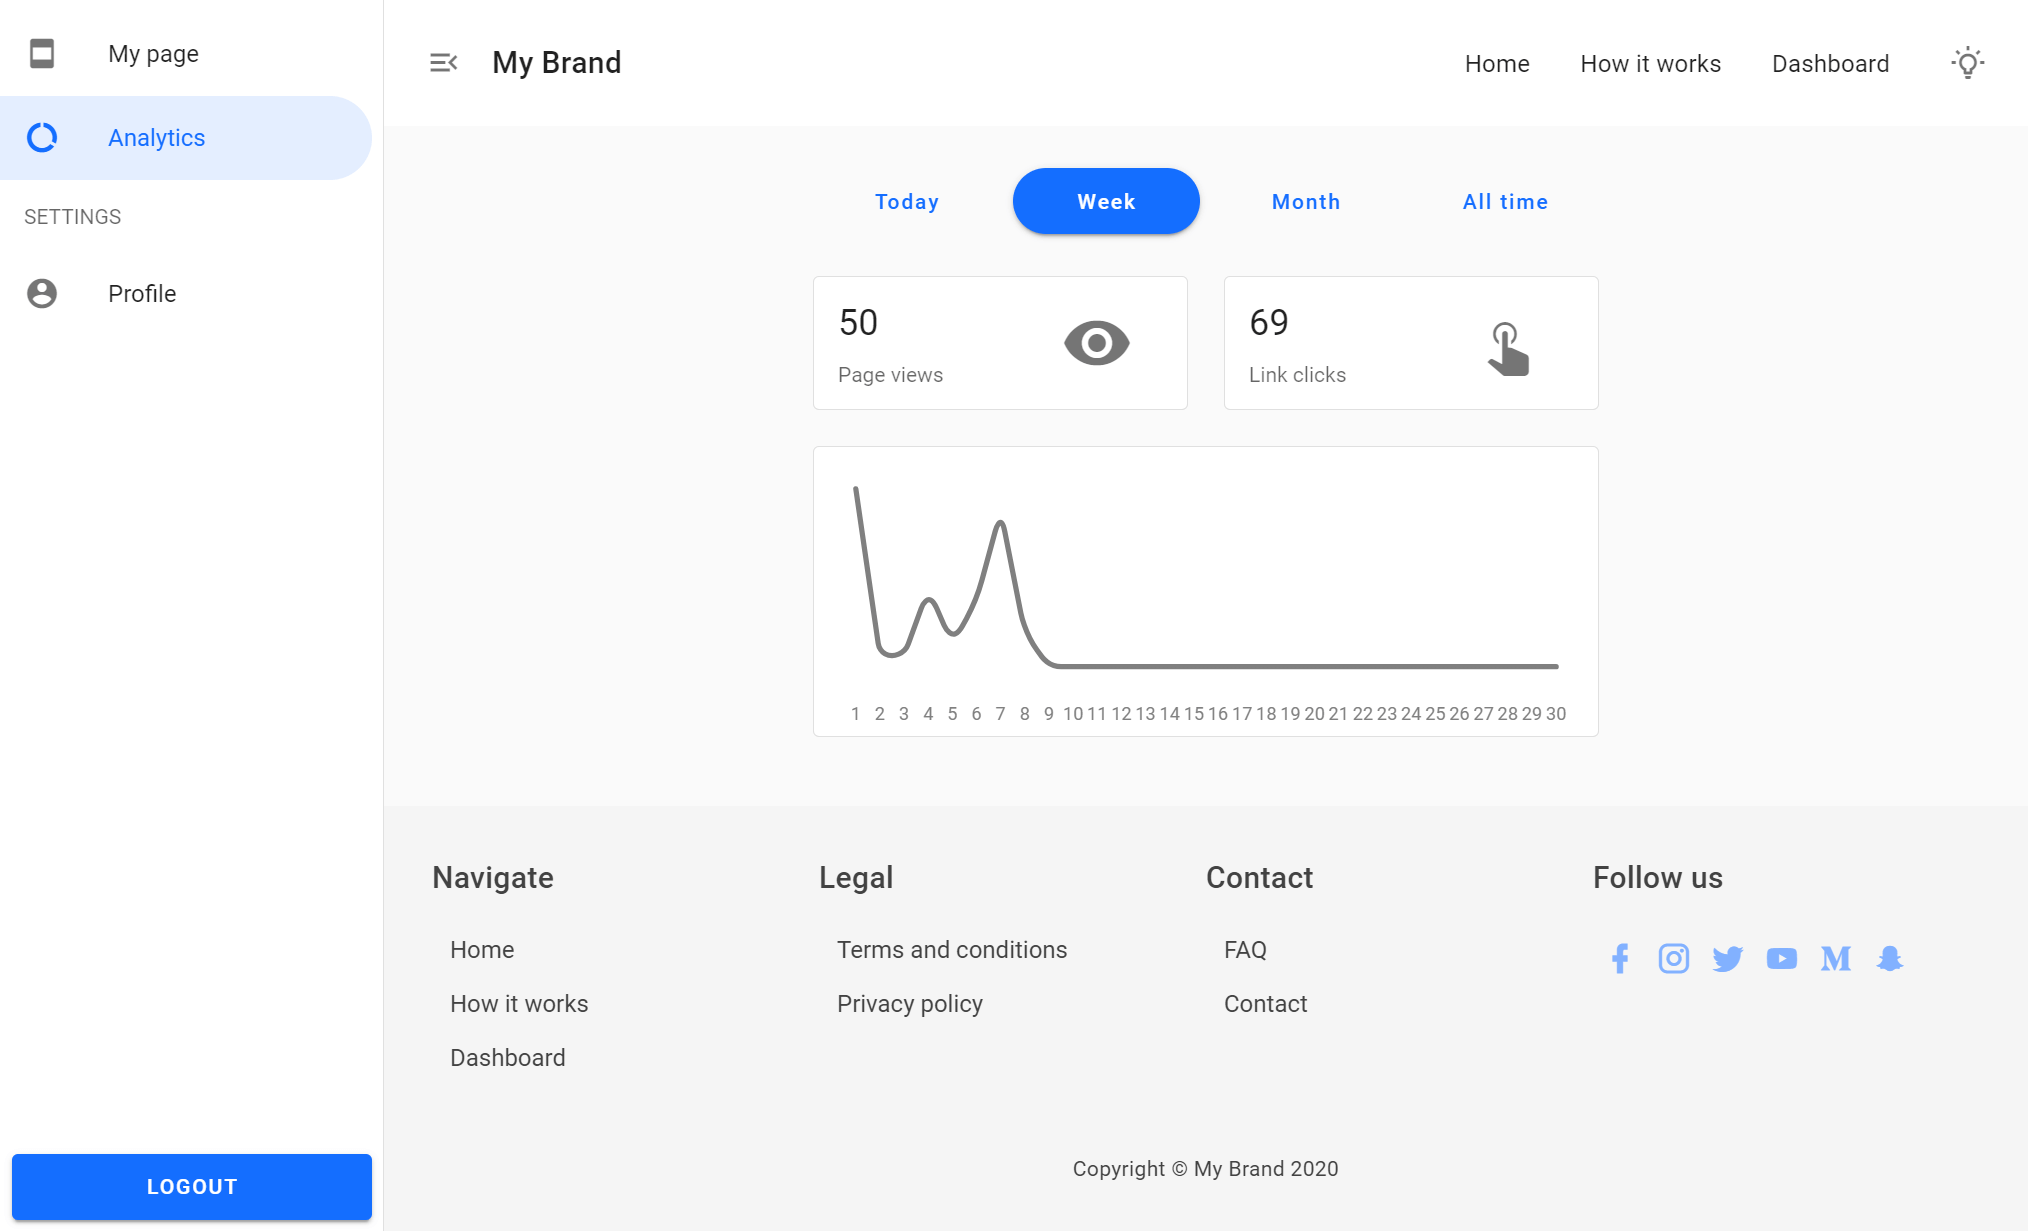 My page
Analytics
SETTINGS
Profile
LOGOUT
My Brand
Home
How it works
Dashboard
Today
Week
Month
All time
50
Page views
69
Link clicks
1 2 3 4 5 6 7 8 9 10 11 12 13 14 15 16 17 18 19 20 21 22 23 24 25 26 27 28 29 30
Navigate
Home
How it works
Dashboard
Legal
Terms and conditions
Privacy policy
Contact
FAQ
Contact
Follow us
Copyright © My Brand 2020